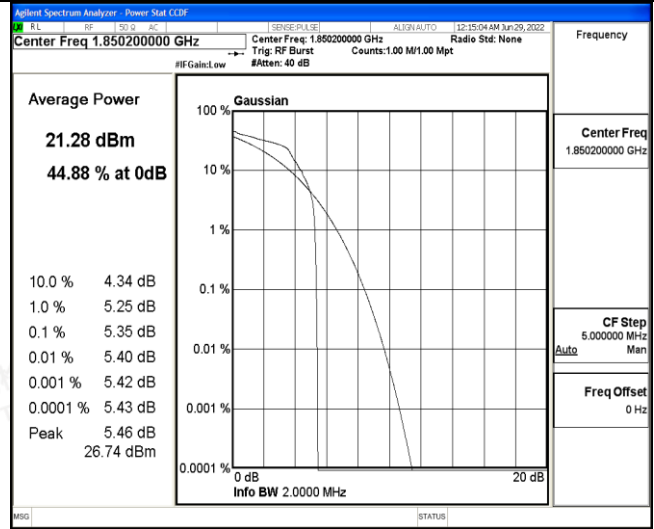 Agilent Spectrum Analyzer - Power Stat CCDF
RL RF 50 Ω AC SENSE:PULSE ALIGN AUTO 12:15:04 AM Jun 29, 2022
Center Freq 1.850200000 GHz
Center Freq: 1.850200000 GHz
Radio Std: None
Trig: RF Burst
Counts:1.00 M/1.00 Mpt
#IFGain:Low
#Atten: 40 dB
Frequency
Average Power
21.28 dBm
44.88 % at 0dB
10.0 % 4.34 dB
1.0 % 5.25 dB
0.1 % 5.35 dB
0.01 % 5.40 dB
0.001 % 5.42 dB
0.0001 % 5.43 dB
Peak 5.46 dB
26.74 dBm
Gaussian
100 %
10 %
1 %
0.1 %
0.01 %
0.001 %
0.0001 %
0 dB
20 dB
Info BW 2.0000 MHz
Center Freq
1.850200000 GHz
CF Step
5.000000 MHz
Auto Man
Freq Offset
0 Hz
MSG
STATUS